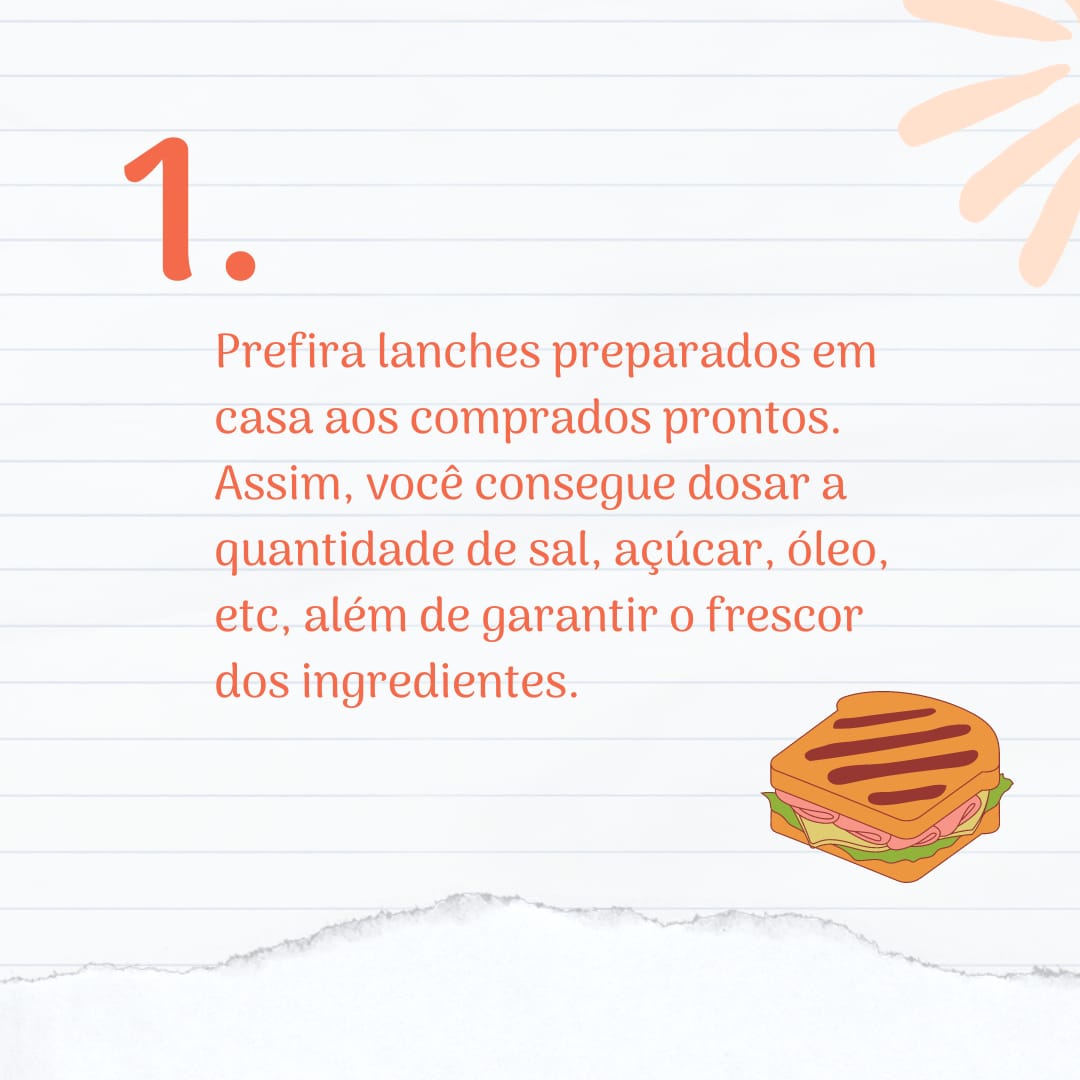 1.
Prefira lanches preparados em
casa aos comprados prontos.
Assim, você consegue dosar a
quantidade de sal, açúcar, óleo,
etc, além de garantir o frescor
dos ingredientes.